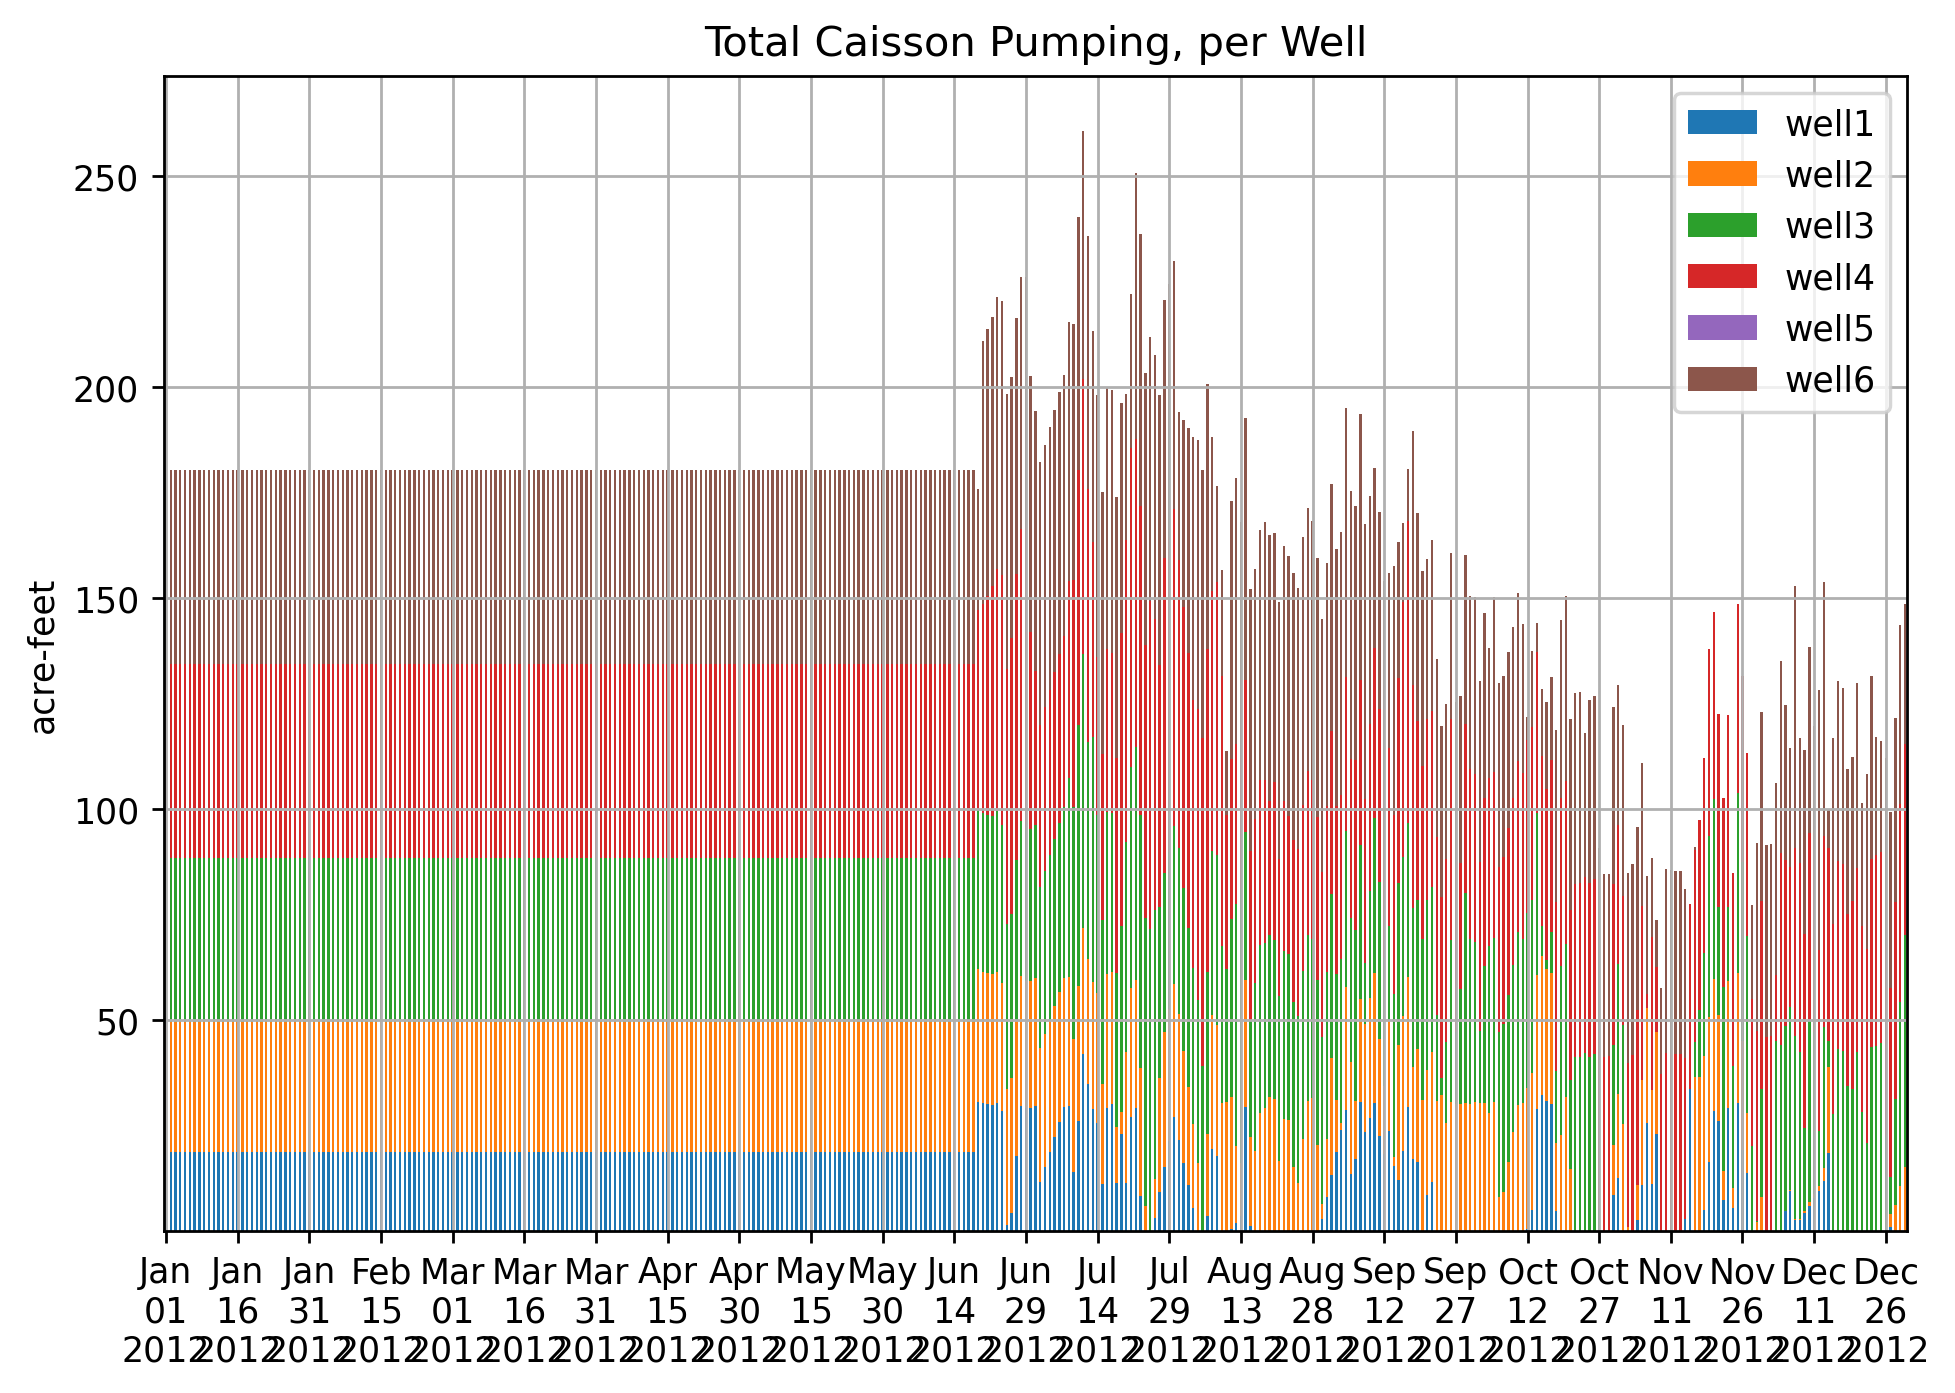 Total Caisson Pumping, per Well
well1
well2
well3
well4
well5
well6
250
200
150
100
50
acre-feet
Jan Jan Jan Feb Mar Mar Mar Apr Apr May May Jun Jun Jul Jul Aug Aug Sep Sep Oct Oct Nov Nov Dec Dec
01 16 31 15 01 16 31 15 30 15 30 14 29 14 29 13 28 12 27 12 27 11 26 11 26
2012 2012 2012 2012 2012 2012 2012 2012 2012 2012 2012 2012 2012 2012 2012 2012 2012 2012 2012 2012 2012 2012 2012 2012 2012